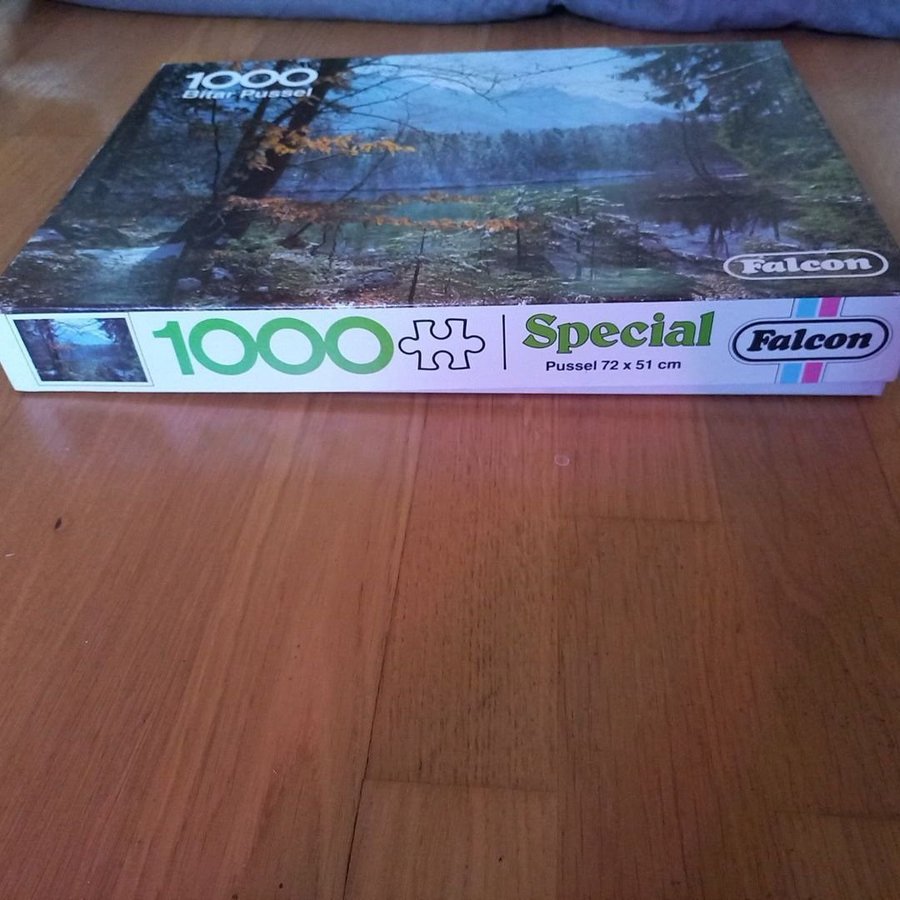 1000
Bitar Pussel
Falcon
1000
Special
Pussel 72 x 51 cm
Falcon